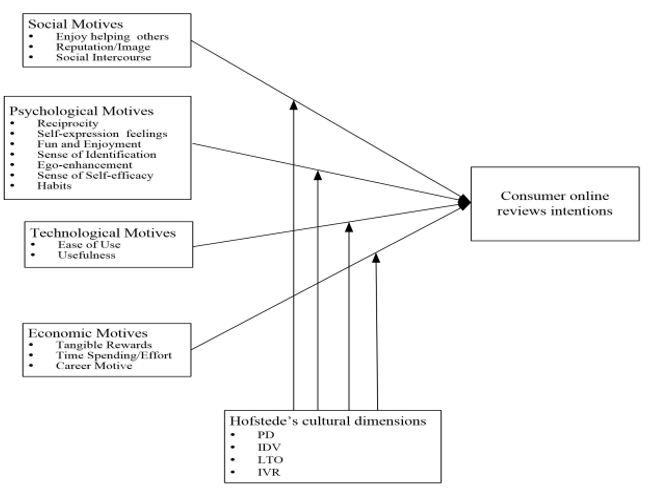 Social Motives
• Enjoy helping others
• Reputation/Image
• Social Intercourse
Psychological Motives
• Reciprocity
• Self-expression feelings
• Fun and Enjoyment
• Sense of Identification
• Ego-enhancement
• Sense of Self-efficacy
• Habits
Consumer online
reviews intentions
Technological Motives
• Ease of Use
• Usefulness
Economic Motives
• Tangible Rewards
• Time Spending/Effort
• Career Motive
Hofstede's cultural dimensions
• PD
• IDV
• LTO
• IVR